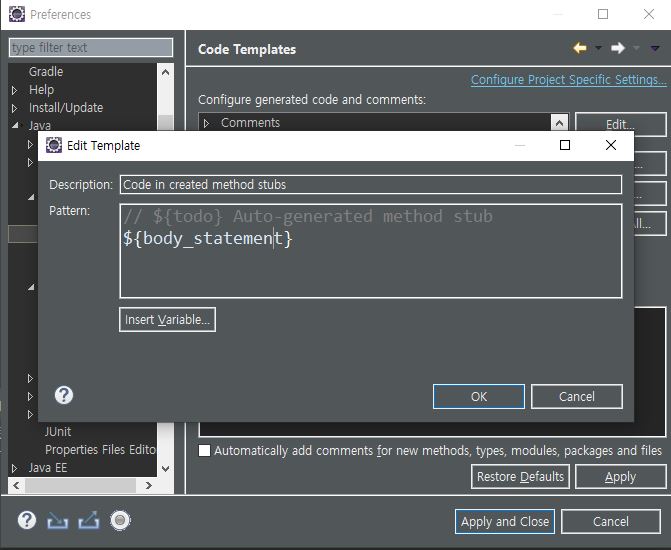 Preferences
type filter text
Gradle
Help
Install/Update
Java
JUnit
Properties Files Edito
Java EE
Code Templates
Configure Project Specific Settings...
Configure generated code and comments:
Comments
Edit...
...
...
ll...
Edit Template
Description:
Code in created method stubs
Pattern:
// ${todo} Auto-generated method stub
${body_statement}
Insert Variable...
?
OK
Cancel
Automatically add comments for new methods, types, modules, packages and files
Restore Defaults
Apply
?
Apply and Close
Cancel